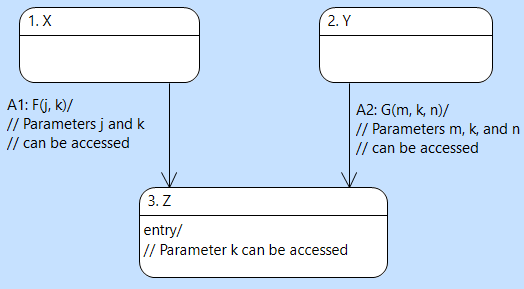 1. X
2. Y
A1: F(j, k)/
// Parameters j and k
// can be accessed
A2: G(m, k, n)/
// Parameters m, k, and n
// can be accessed
3. Z
entry/
// Parameter k can be accessed